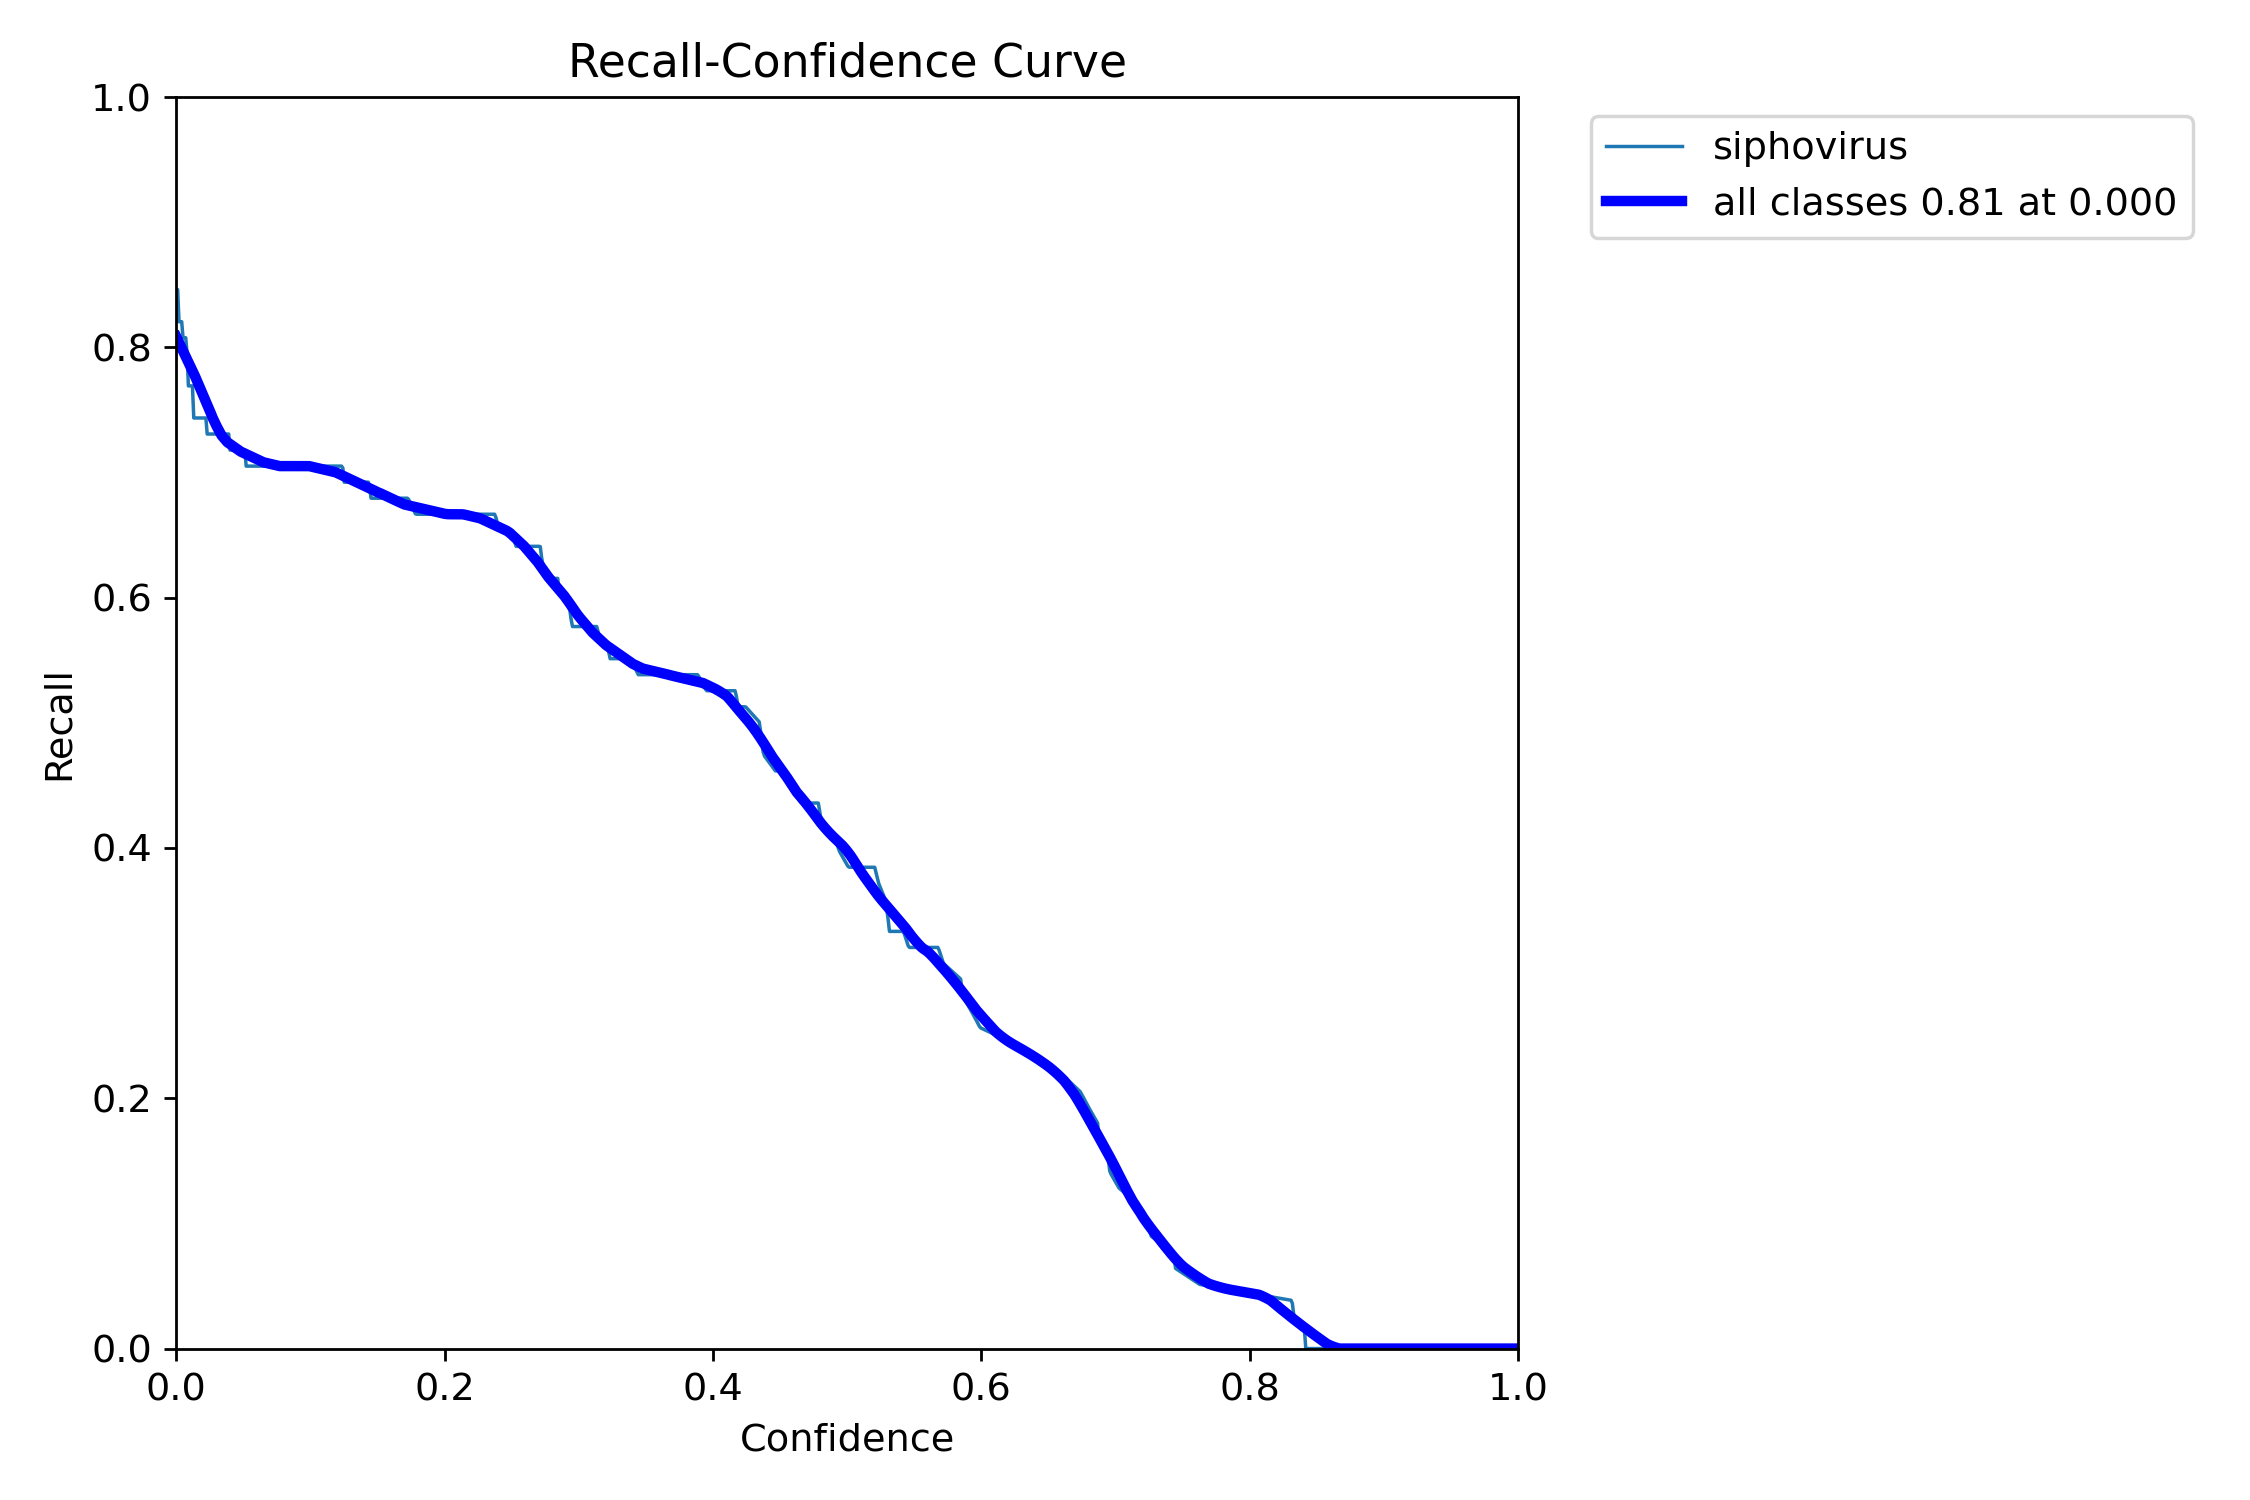 Recall-Confidence Curve
siphovirus
all classes 0.81 at 0.000
1.0
0.8
0.6
0.4
0.2
0.0
Recall
0.0 0.2 0.4 0.6 0.8 1.0
Confidence